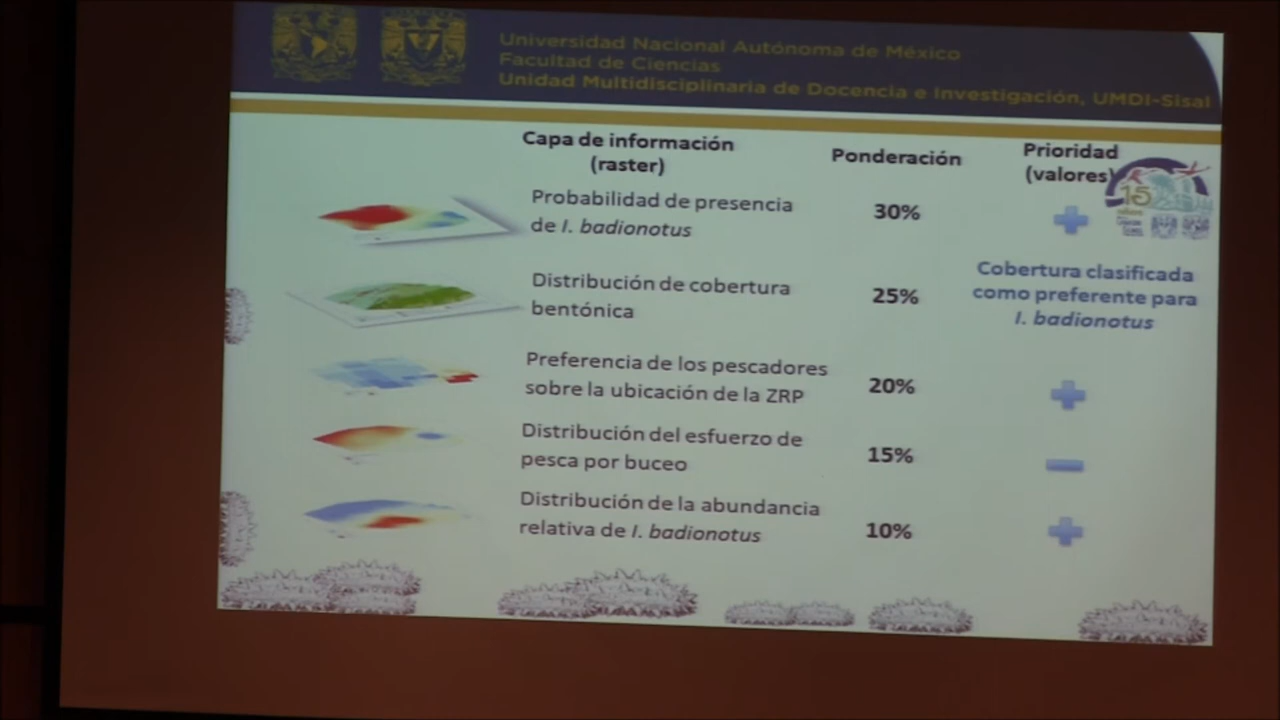 Universidad Nacional Autónoma de México
Facultad de Ciencias
Unidad Multidisciplinaria de Docencia e Investigación, UMDI-Sisal
Capa de información
(raster)
Ponderación
Prioridad
(valores)
15
Probabilidad de presencia
de I. badionotus
30%
Distribución de cobertura
bentónica
25%
Cobertura clasificada
como preferente para
I. badionotus
Preferencia de los pescadores
sobre la ubicación de la ZRP
20%
Distribución del esfuerzo de
pesca por buceo
15%
Distribución de la abundancia
relativa de I. badionotus
10%